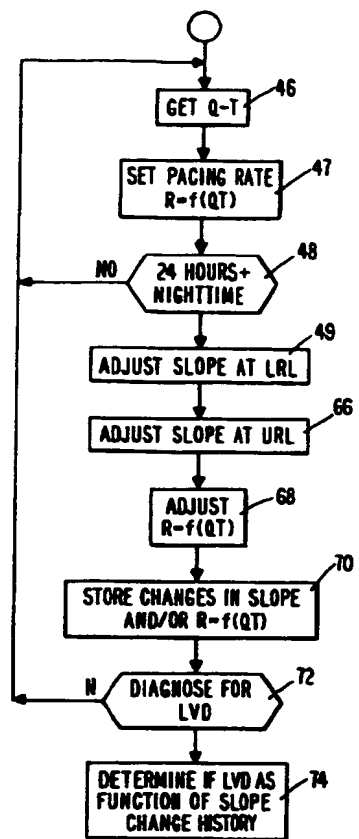 GET Q-T
46
SET PACING RATE
R=f(QT)
47
24 HOURS+
NIGHTTIME
48
NO
ADJUST SLOPE AT LRL
49
ADJUST SLOPE AT URL
66
ADJUST
R=f(QT)
68
STORE CHANGES IN SLOPE
AND/OR R=f(QT)
70
DIAGNOSE FOR
LVD
72
N
DETERMINE IF LVD AS
FUNCTION OF SLOPE
CHANGE HISTORY
74